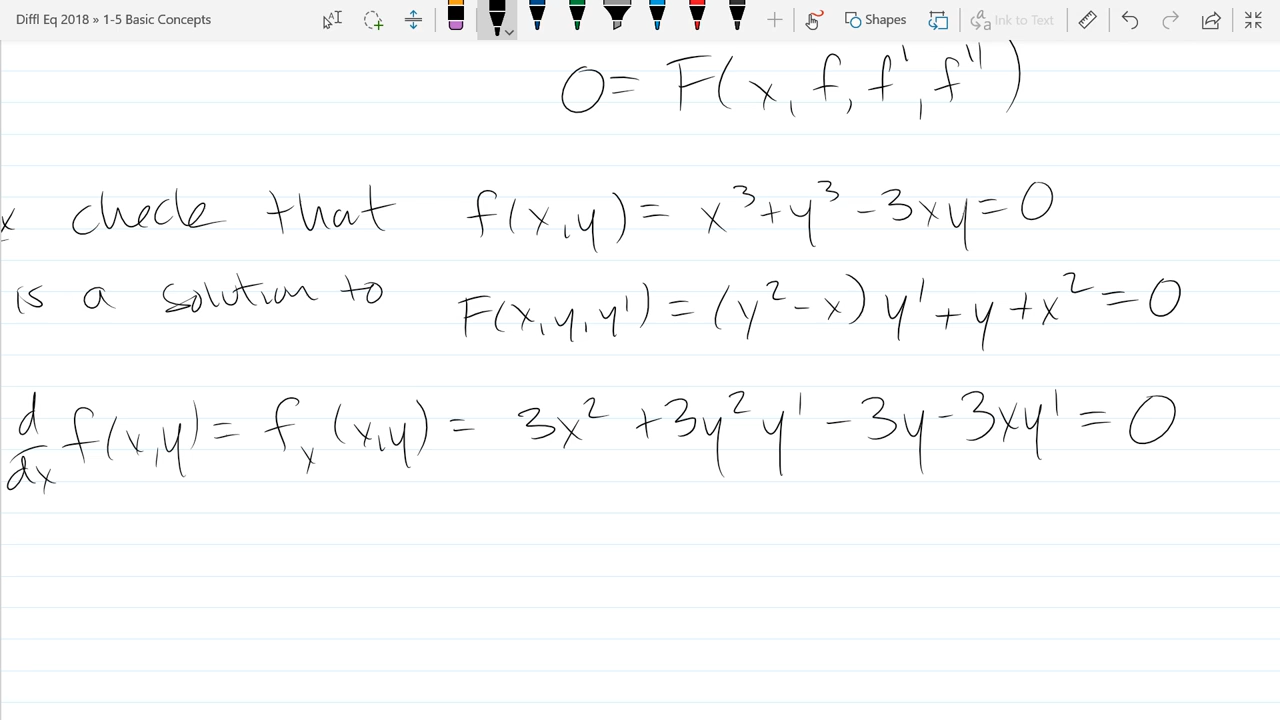 Diffl Eq 2018 » 1-5 Basic Concepts
Shapes
Ink to Text
0 = F(x, f, f', f'')
x check that f(x,y) = x³ + y³ - 3xy = 0
is a solution to F(x,y,y') = (y² - x) y' + y + x² = 0
d/dx f(x,y) = fₓ(x,y) = 3x² + 3y² y' - 3y - 3xy' = 0